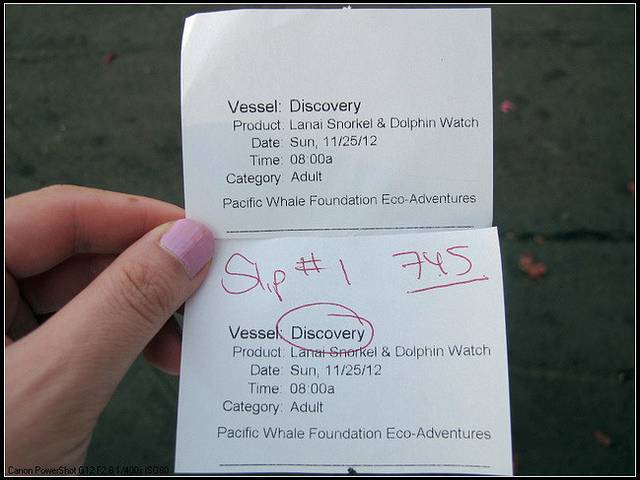 Vessel: Discovery
Product: Lanai Snorkel & Dolphin Watch
Date: Sun, 11/25/12
Time: 08:00a
Category: Adult
Pacific Whale Foundation Eco-Adventures
Slip #1 745
Vessel: Discovery
Product: Lanai Snorkel & Dolphin Watch
Date: Sun, 11/25/12
Time: 08:00a
Category: Adult
Pacific Whale Foundation Eco-Adventures
Canon PowerShot G12 F2.8 1/400s ISO80